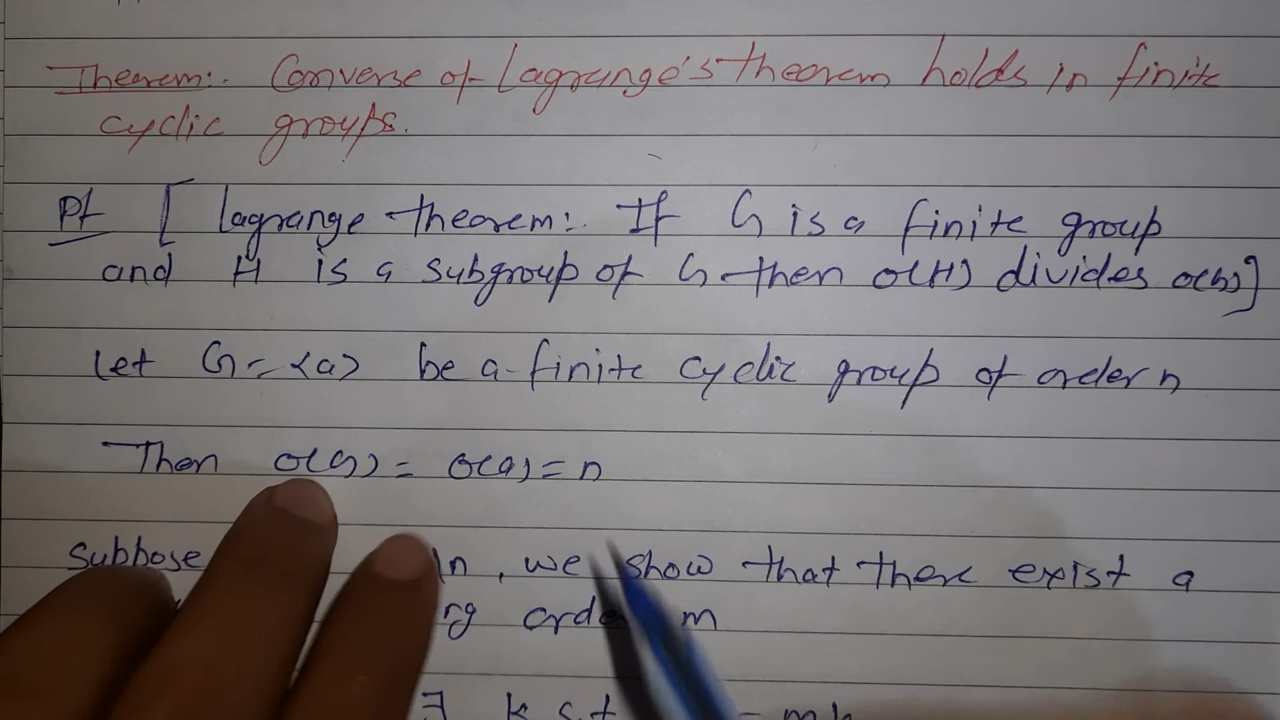 Theorem:. Converse of Lagrange's theorem holds in finite
cyclic groups.
Pf [ Lagrange theorem:. If G is a finite group
and H is a subgroup of G then o(H) divides o(G)]
Let G = <a> be a finite cyclic group of order n
Then o(G) = o(a) = n
Suppose |n, we show that there exist a
order m
∃ k s.t = mk